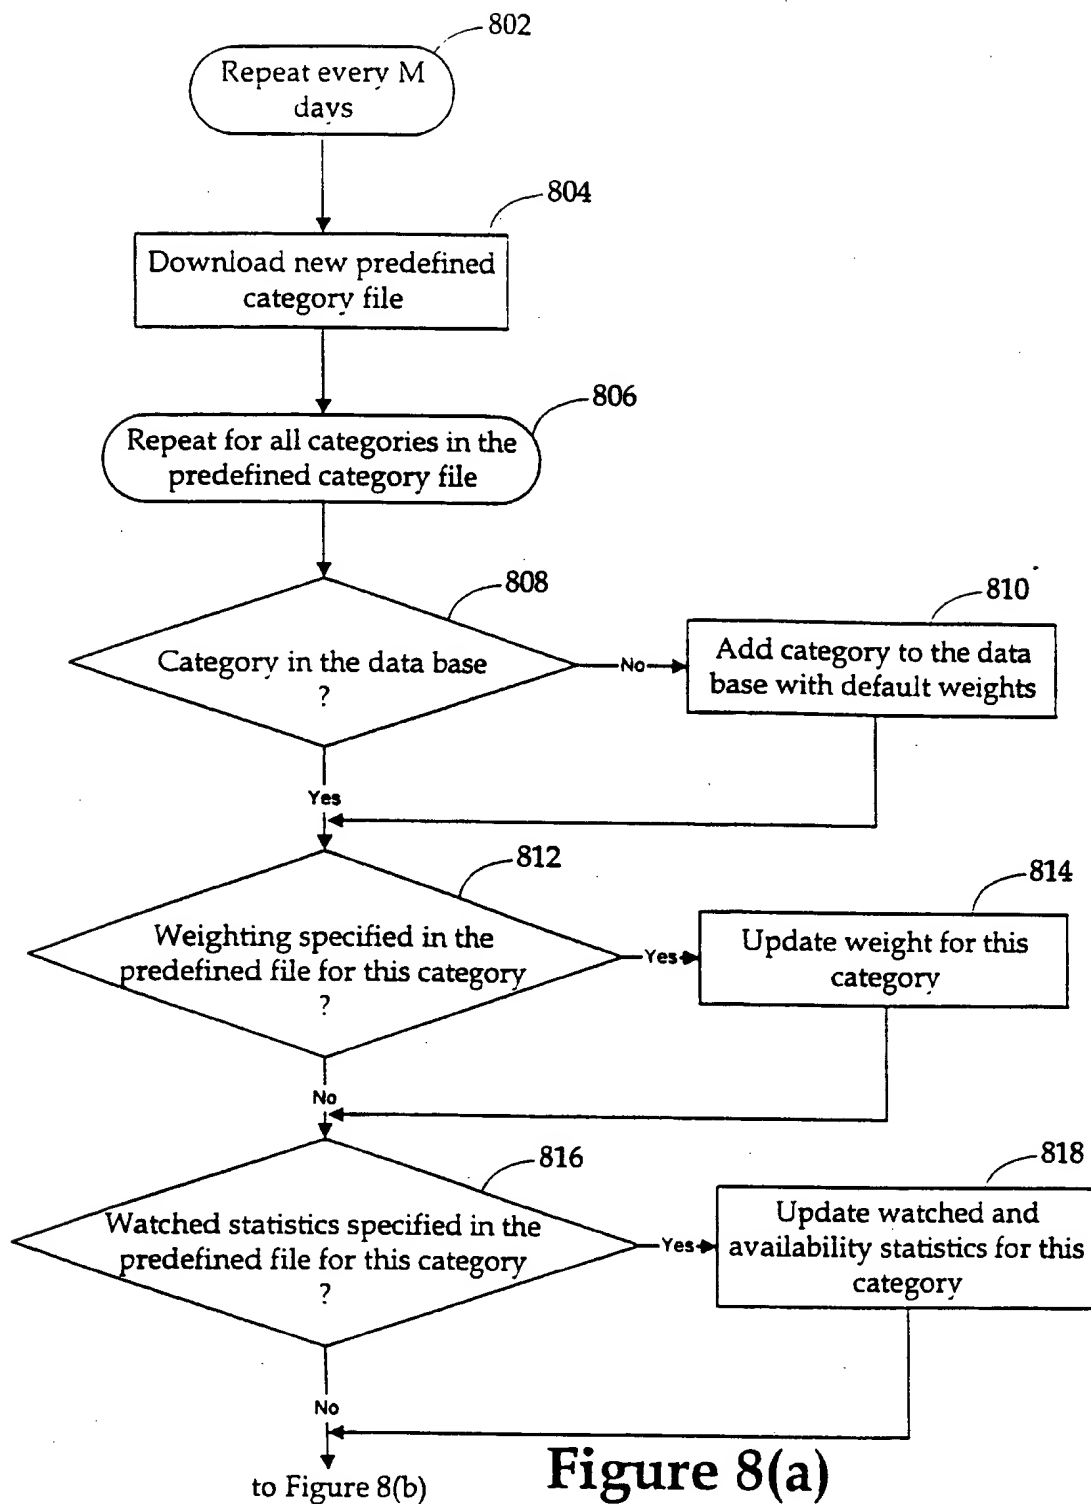 802
Repeat every M
days
804
Download new predefined
category file
806
Repeat for all categories in the
predefined category file
808
Category in the data base
?
No
810
Add category to the data
base with default weights
Yes
812
Weighting specified in the
predefined file for this category
?
Yes
814
Update weight for this
category
No
816
Watched statistics specified in the
predefined file for this category
?
Yes
818
Update watched and
availability statistics for this
category
No
to Figure 8(b)
Figure 8(a)